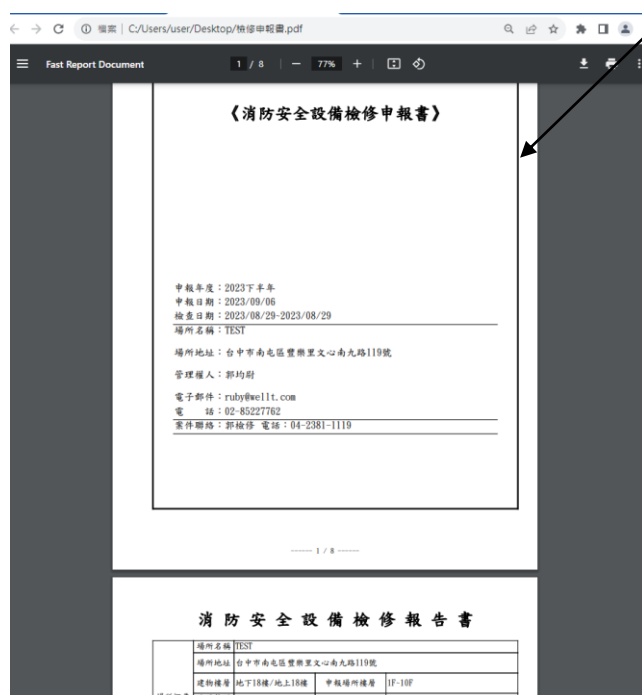 檔案 | C:/Users/user/Desktop/檢修申報書.pdf
Fast Report Document 1 / 8 | − 77% +
《消防安全設備檢修申報書》
申報年度：2023下半年
申報日期：2023/09/06
檢查日期：2023/08/29-2023/08/29
場所名稱：TEST
場所地址：台中市南屯區豐樂里文心南九路119號
管理權人：郭均尉
電子郵件：ruby@wellt.com
電　　話：02-85227762
案件聯絡：郭檢修 電話：04-2381-1119
------ 1 / 8 ------
消防安全設備檢修報告書
場所名稱 TEST
場所地址 台中市南屯區豐樂里文心南九路119號
建物樓層 地下18樓/地上18樓 申報場所樓層 1F-10F